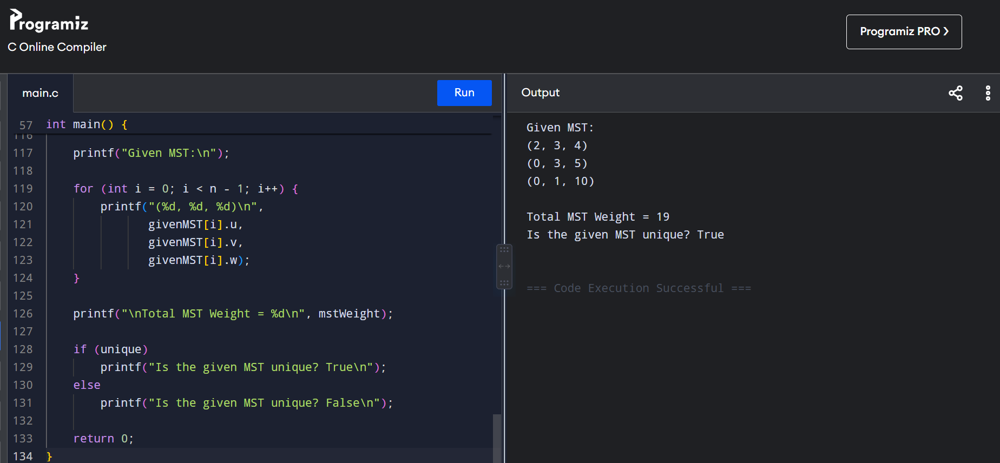 Programiz
C Online Compiler
Programiz PRO ❯
main.c
Run
57 int main() {
116
117 printf("Given MST:\n");
118
119 for (int i = 0; i < n - 1; i++) {
120 printf("(%d, %d, %d)\n",
121 givenMST[i].u,
122 givenMST[i].v,
123 givenMST[i].w);
124 }
125
126 printf("\nTotal MST Weight = %d\n", mstWeight);
127
128 if (unique)
129 printf("Is the given MST unique? True\n");
130 else
131 printf("Is the given MST unique? False\n");
132
133 return 0;
134 }
Output
Given MST:
(2, 3, 4)
(0, 3, 5)
(0, 1, 10)
Total MST Weight = 19
Is the given MST unique? True
=== Code Execution Successful ===